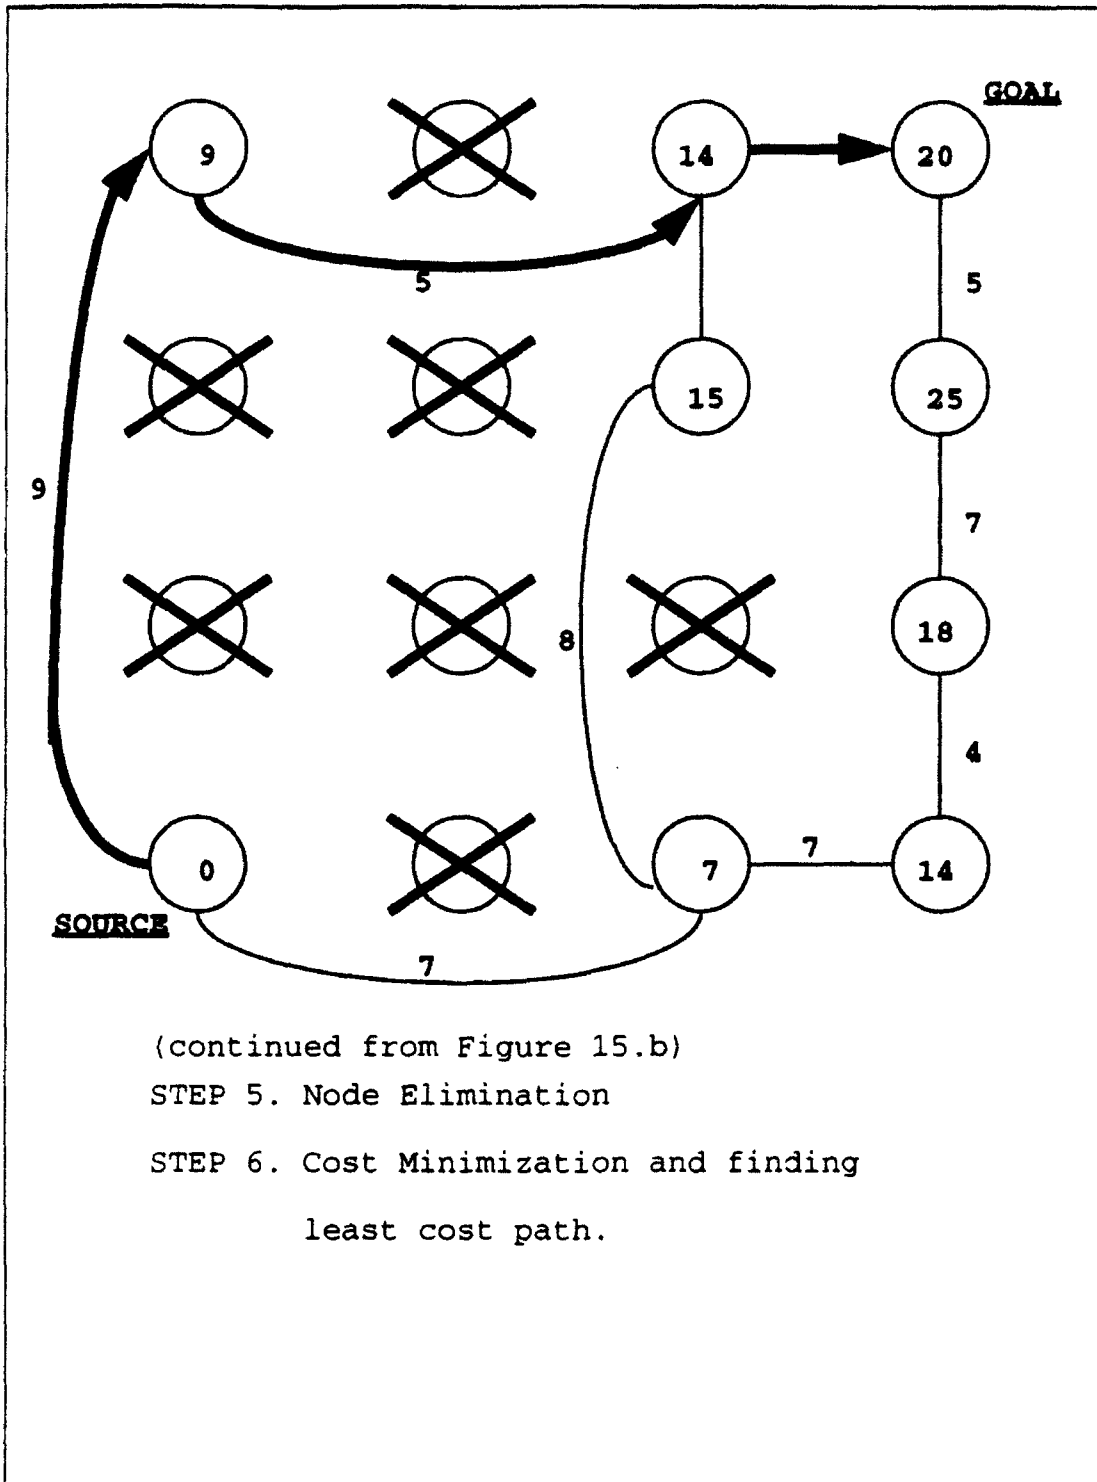 GOAL
9 14 20
5 5
15 25
9 7
8 18
4
0 7 7 14
SOURCE
7
(continued from Figure 15.b)
STEP 5. Node Elimination
STEP 6. Cost Minimization and finding
least cost path.